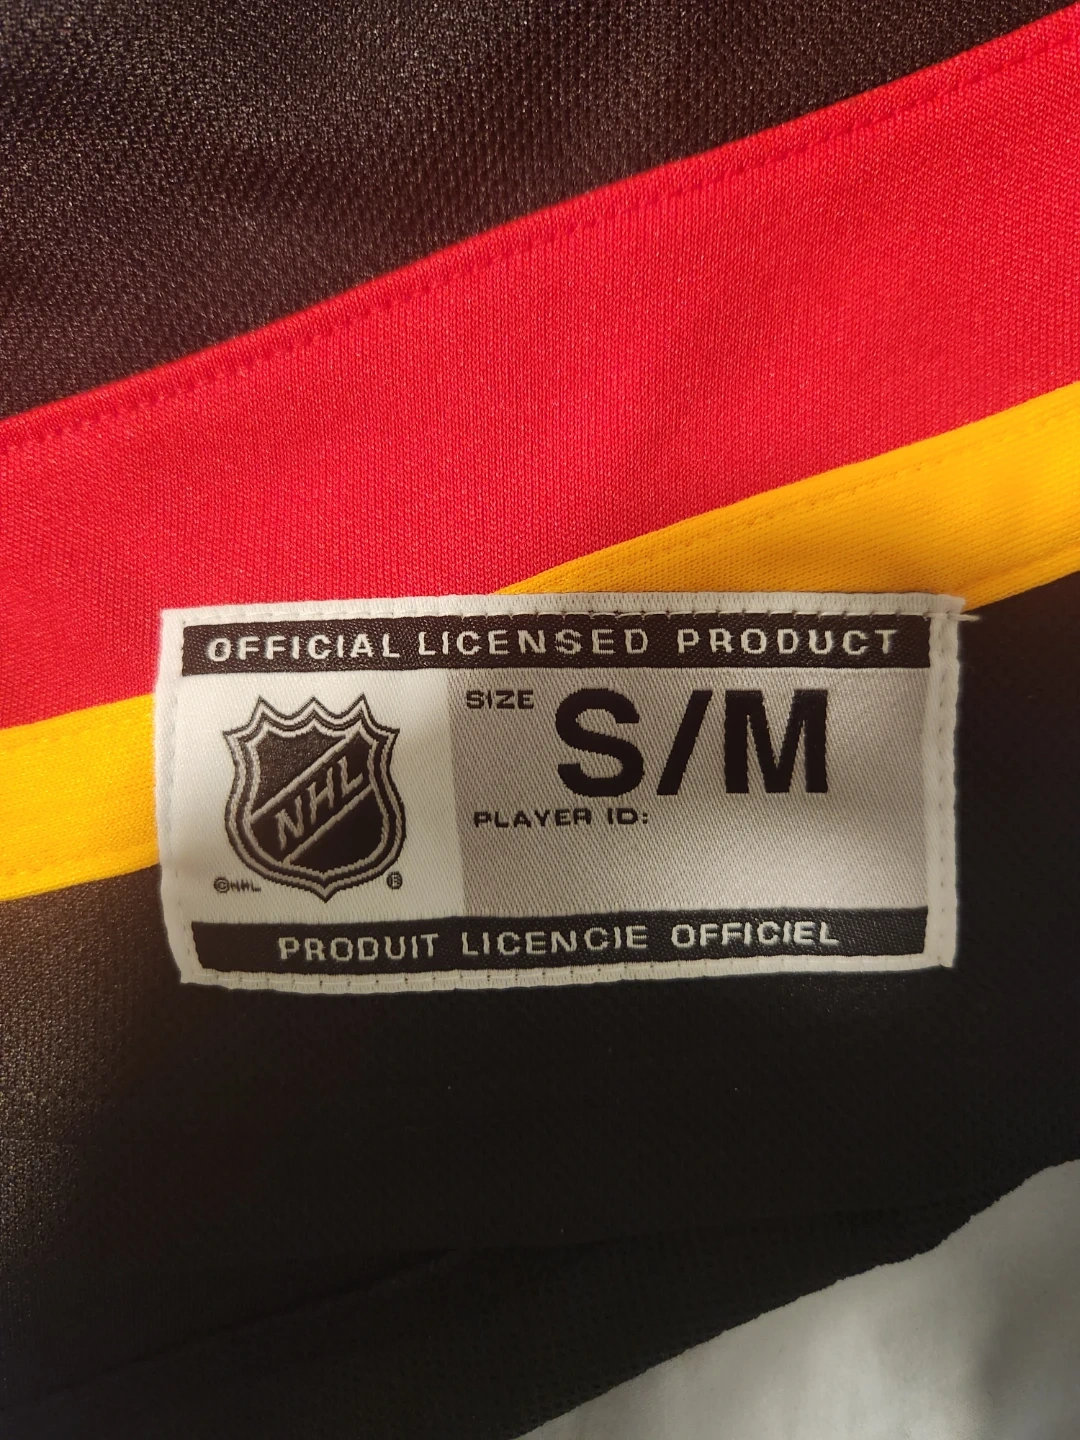 OFFICIAL LICENSED PRODUCT
SIZE S/M
NHL
PLAYER ID:
©NHL ®
PRODUIT LICENCIE OFFICIEL